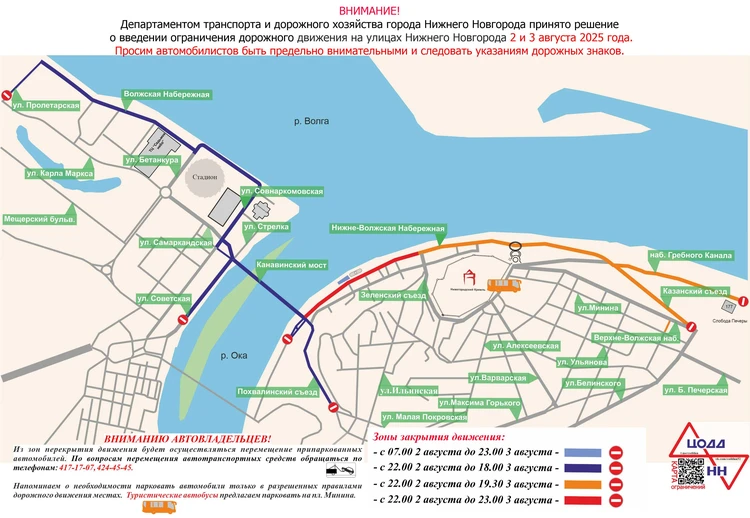 ВНИМАНИЕ!
Департаментом транспорта и дорожного хозяйства города Нижнего Новгорода принято решение
о введении ограничения дорожного движения на улицах Нижнего Новгорода 2 и 3 августа 2025 года.
Просим автомобилистов быть предельно внимательными и следовать указаниям дорожных знаков.
Волжская Набережная
ул. Пролетарская
р. Волга
ул. Бетанкура
ул. Карла Маркса
Стадион
ул. Совнаркомовская
Мещерский бульв.
ул. Стрелка
Нижне-Волжская Набережная
ул. Самаркандская
наб. Гребного Канала
Канавинский мост
Казанский съезд
Зеленский съезд
ул. Советская
177
ул.Минина
Слобода Печеры
Верхне-Волжская наб.
ул. Алексеевская
р. Ока
ул. Ульянова
ул.Варварская
ул.Белинского
ул. Б. Печерская
Похвалинский съезд
ул.Ильинская
ул.Максима Горького
ул. Малая Покровская
ВНИМАНИЮ АВТОВЛАДЕЛЬЦЕВ!
Из зон перекрытия движения будет осуществляться перемещение припаркованных
автомобилей. По вопросам перемещения автотранспортных средств обращаться по
телефонам: 417-17-07, 424-45-45.
Напоминаем о необходимости парковать автомобили только в разрешенных правилами
дорожного движения местах. Туристические автобусы предлагаем парковать на пл. Минина.
Зоны закрытия движения:
- с 07.00 2 августа до 23.00 3 августа -
- с 22.00 2 августа до 18.00 3 августа -
- с 22.00 2 августа до 19.30 3 августа -
- с 22.00 2 августа до 23.00 3 августа -
ЦОДД
НН
КАРТА
ограничений